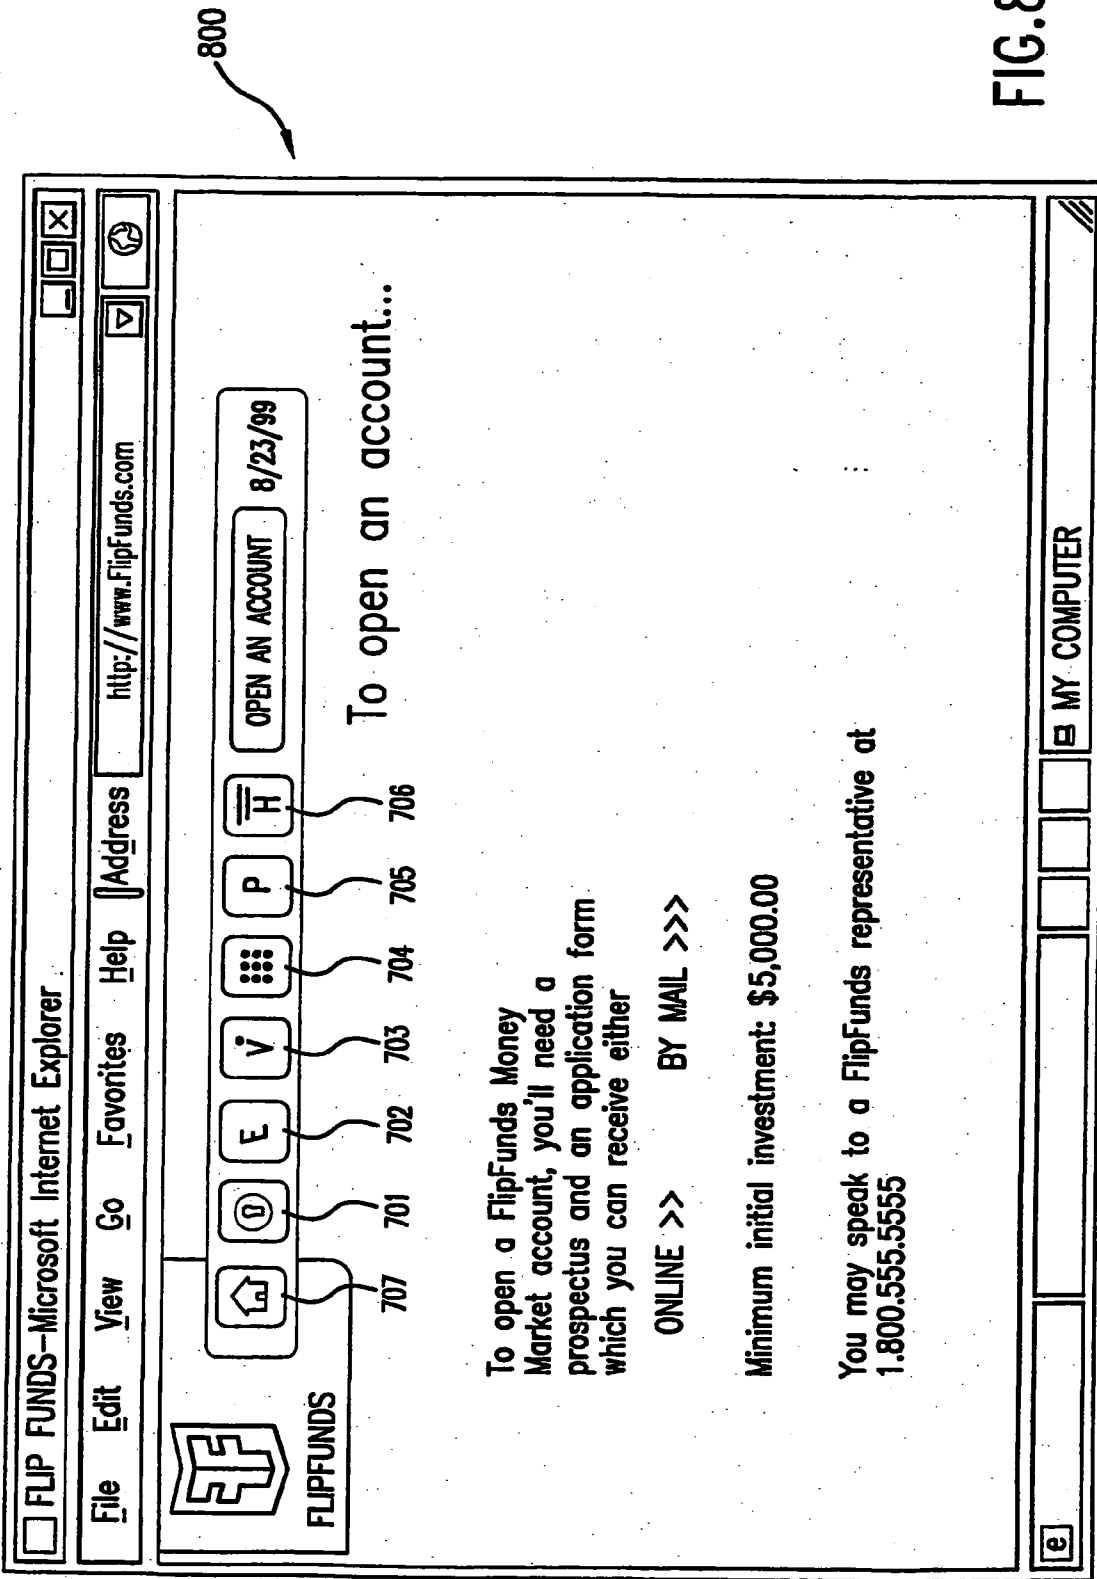 800
FLIP FUNDS-Microsoft Internet Explorer
File Edit View Go Favorites Help Address http://www.FlipFunds.com
FLIPFUNDS
E V P H OPEN AN ACCOUNT 8/23/99
707 701 702 703 704 705 706
To open an account...
To open a FlipFunds Money
Market account, you'll need a
prospectus and an application form
which you can receive either
ONLINE >> BY MAIL >>>
Minimum initial investment: $5,000.00
You may speak to a FlipFunds representative at
1.800.555.5555
e MY COMPUTER
FIG.8